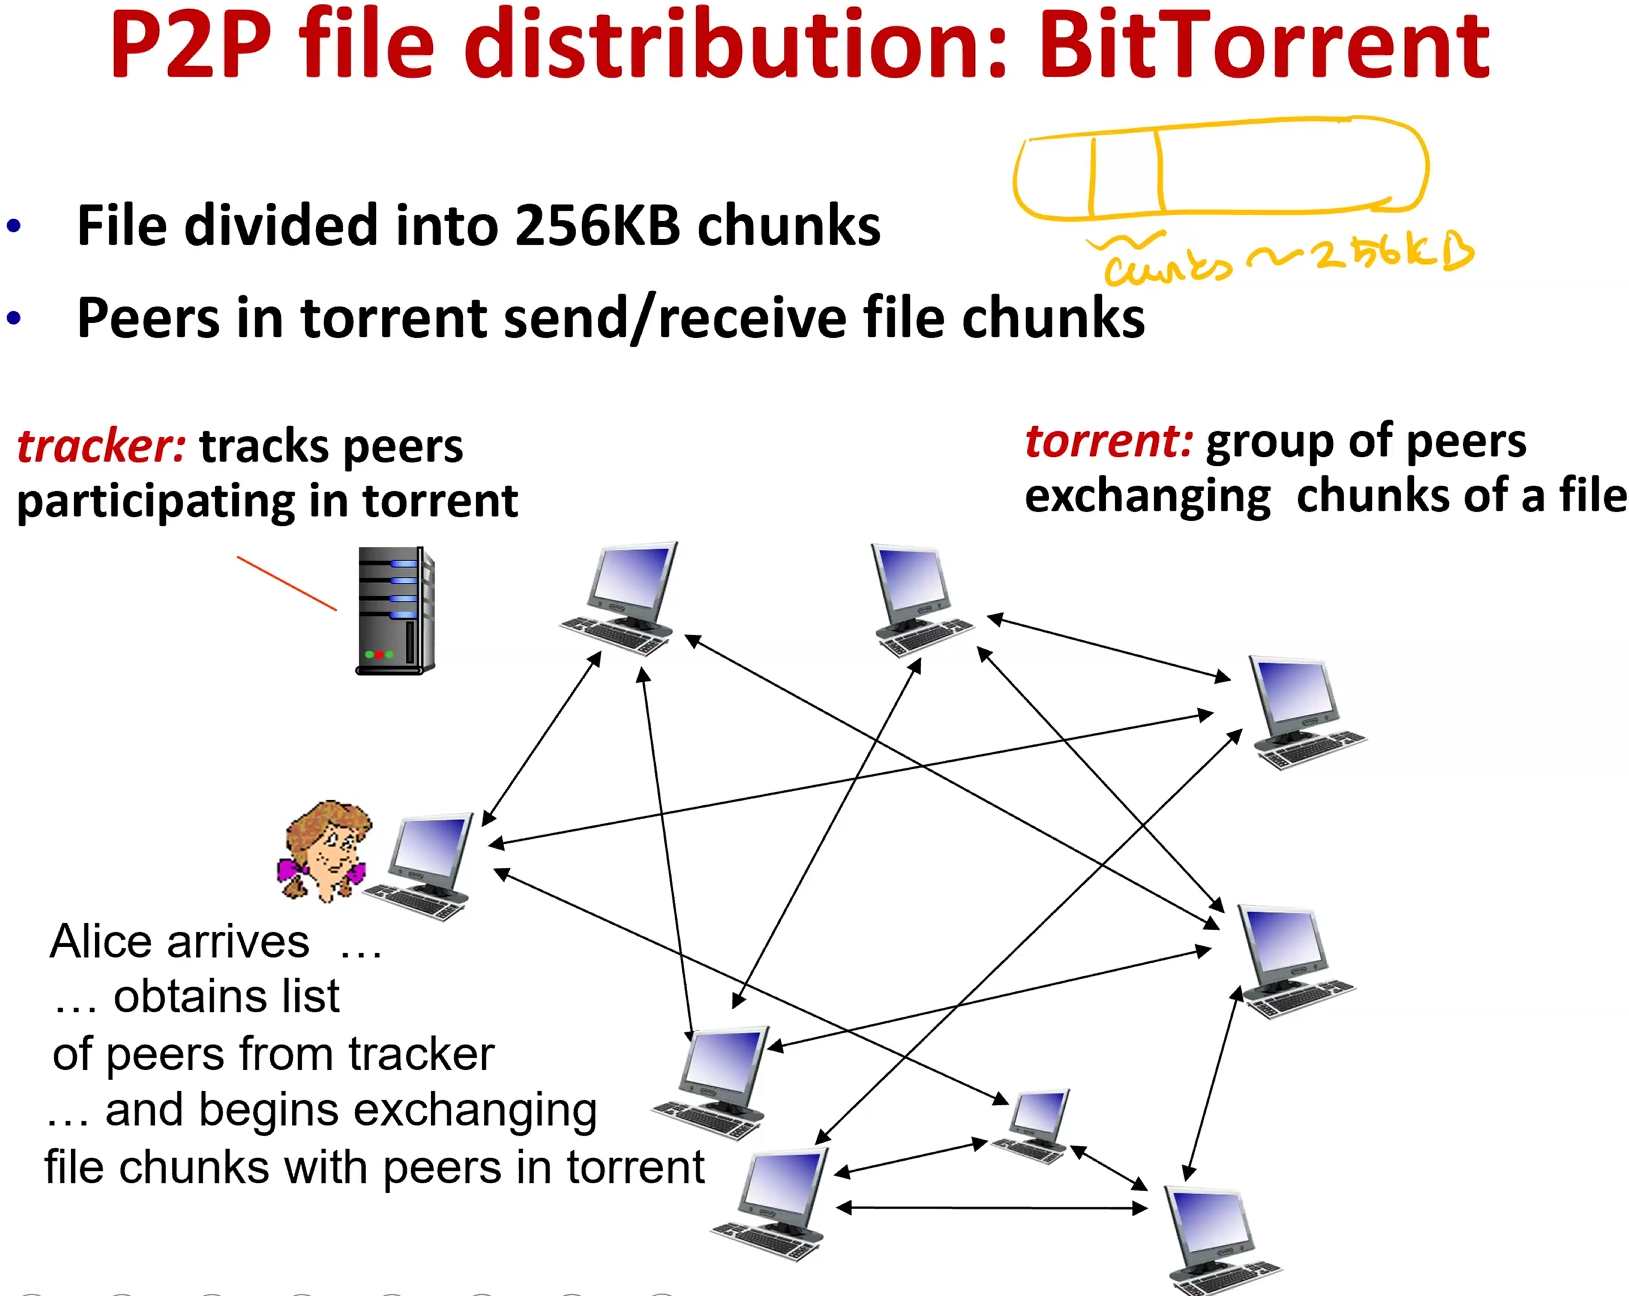 P2P file distribution: BitTorrent
• File divided into 256KB chunks
cunks ~ 256KB
• Peers in torrent send/receive file chunks
tracker: tracks peers
participating in torrent
torrent: group of peers
exchanging chunks of a file
Alice arrives …
… obtains list
of peers from tracker
… and begins exchanging
file chunks with peers in torrent